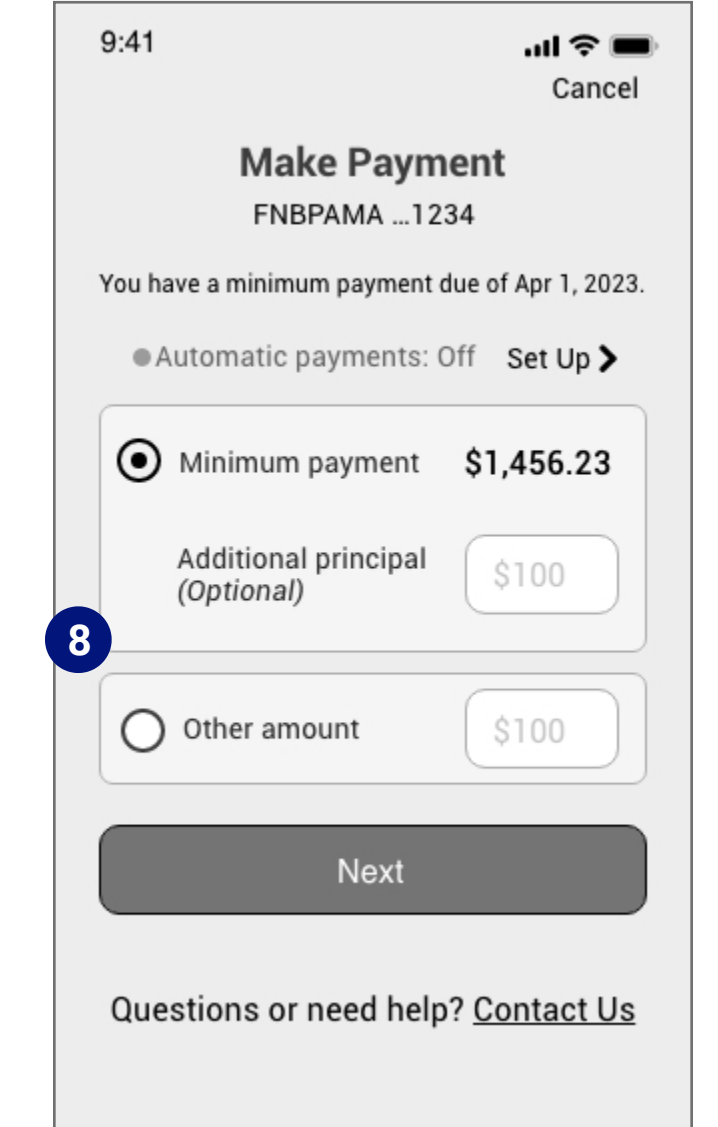 9:41
Cancel
Make Payment
FNBPAMA ...1234
You have a minimum payment due of Apr 1, 2023.
Automatic payments: Off Set Up
Minimum payment $1,456.23
Additional principal
(Optional)
$100
8
Other amount $100
Next
Questions or need help? Contact Us